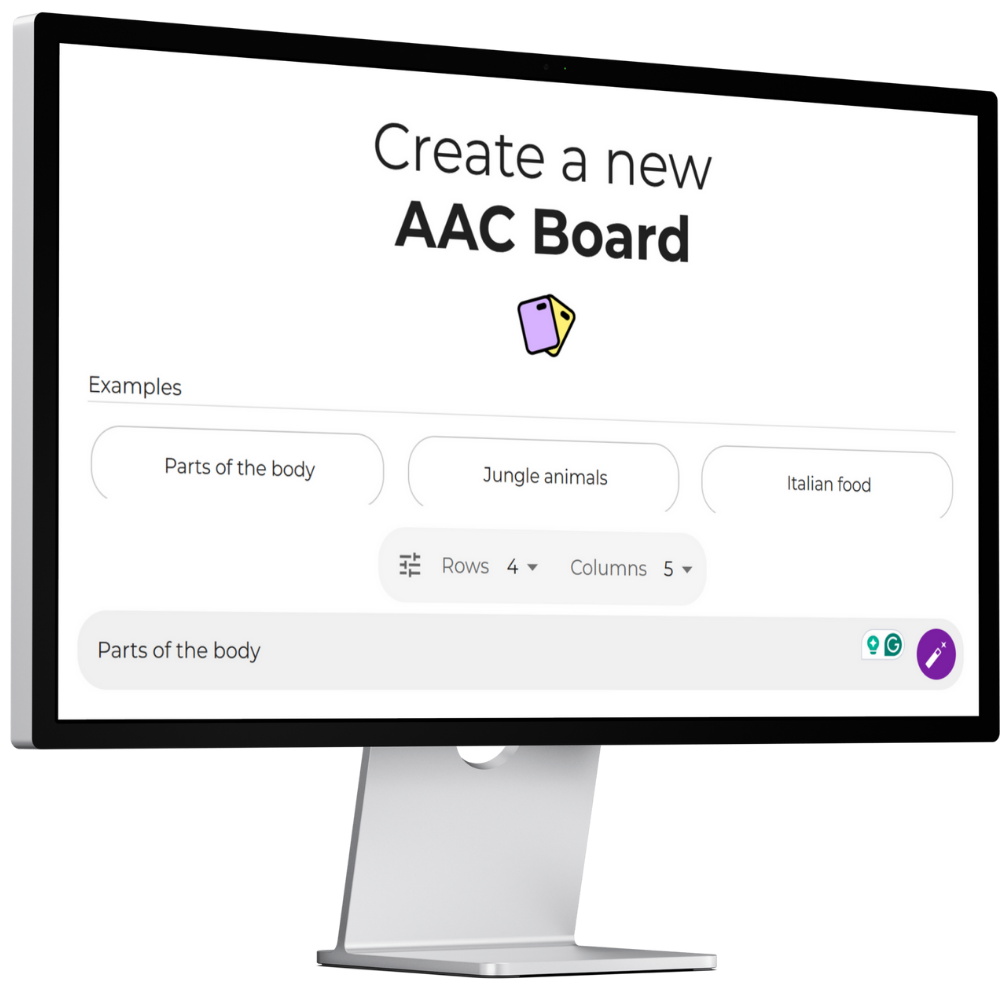 Create a new
AAC Board
Examples
Parts of the body
Jungle animals
Italian food
Rows 4 Columns 5
Parts of the body
G